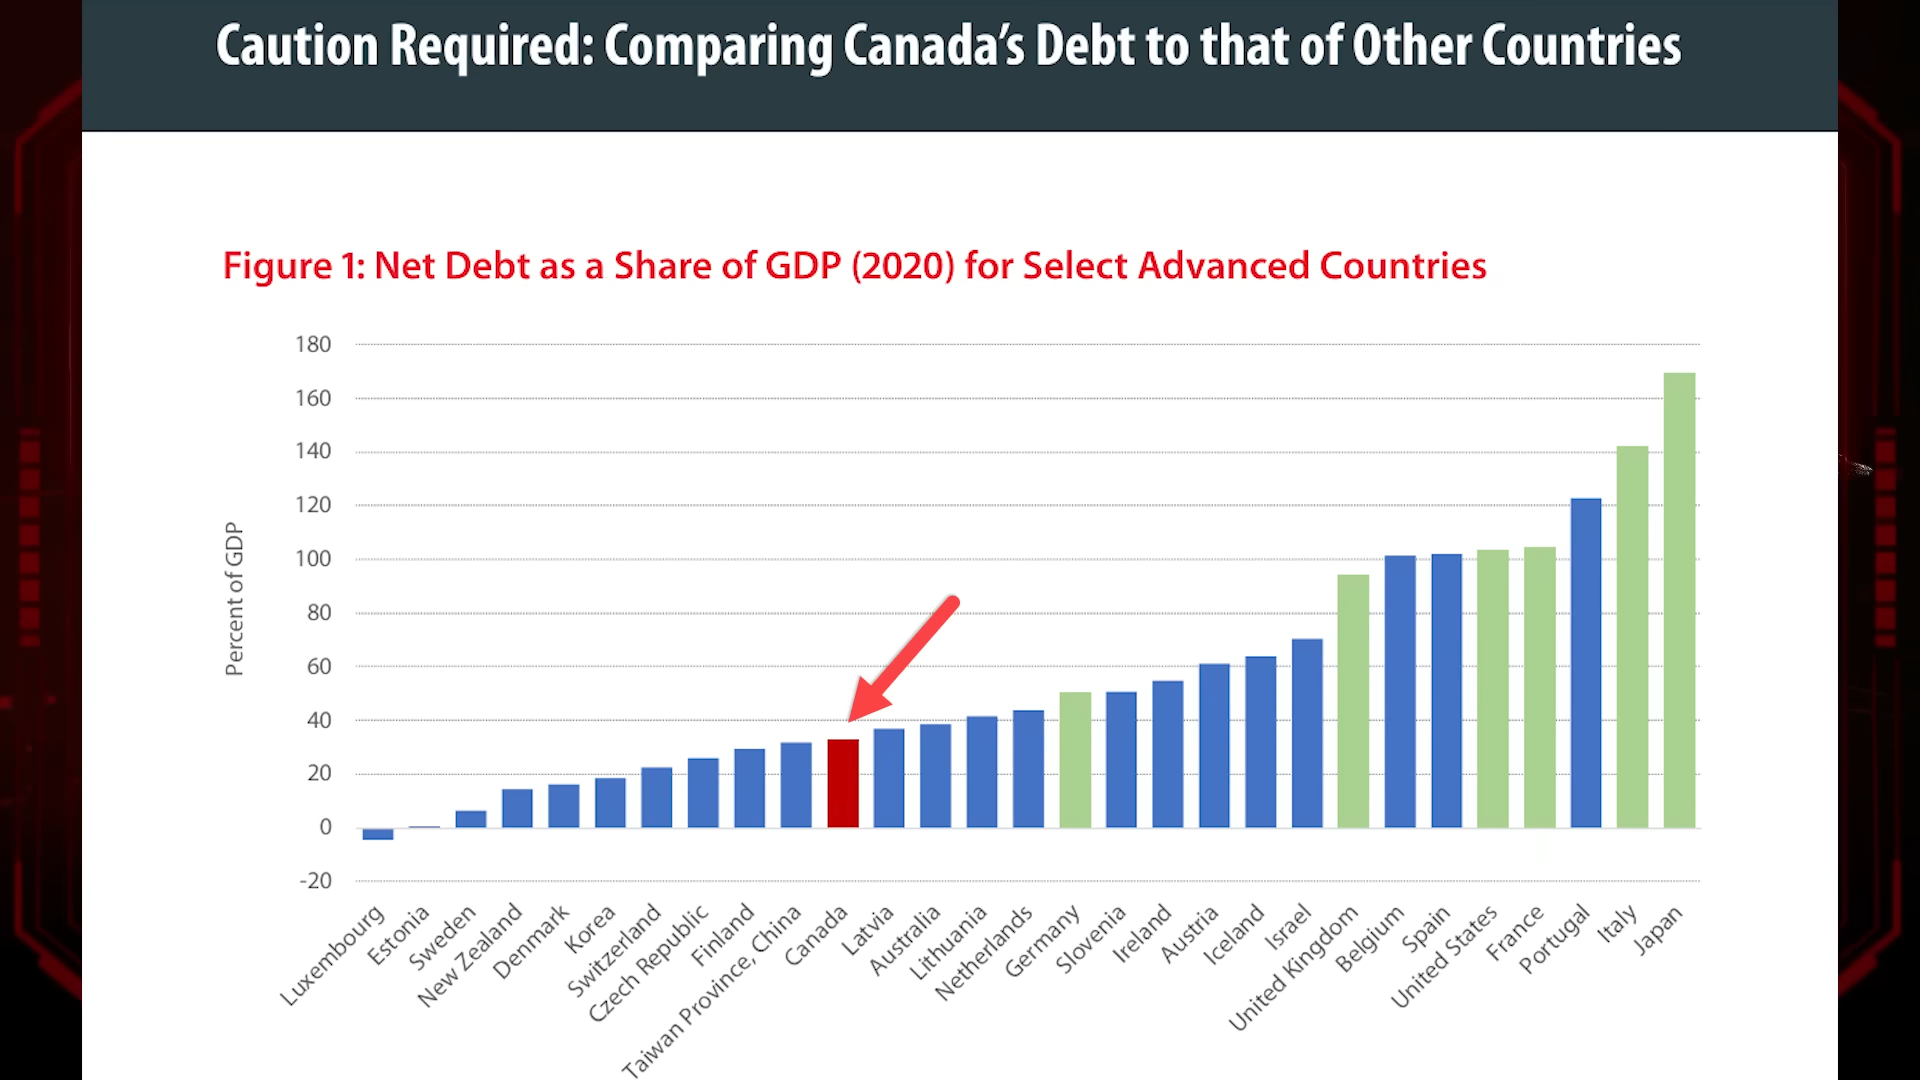 Caution Required: Comparing Canada’s Debt to that of Other Countries
Figure 1: Net Debt as a Share of GDP (2020) for Select Advanced Countries
Percent of GDP
180
160
140
120
100
80
60
40
20
0
-20
Luxembourg
Estonia
Sweden
New Zealand
Denmark
Korea
Switzerland
Czech Republic
Finland
Taiwan Province, China
Canada
Latvia
Australia
Lithuania
Netherlands
Germany
Slovenia
Ireland
Austria
Iceland
Israel
United Kingdom
Belgium
Spain
United States
France
Portugal
Italy
Japan